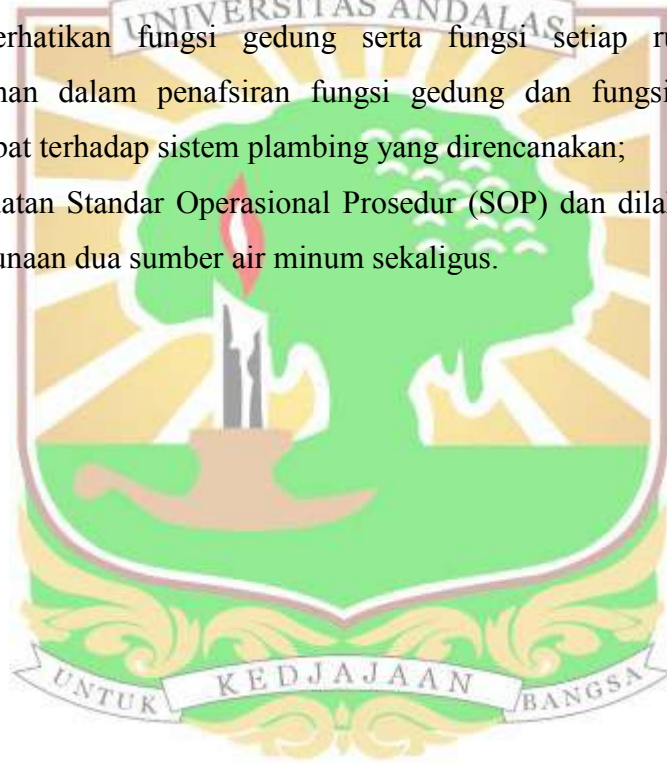 UNIVERSITAS ANDALAS
erhatikan fungsi gedung serta fungsi setiap ru
nan dalam penafsiran fungsi gedung dan fungsi
pat terhadap sistem plambing yang direncanakan;
atan Standar Operasional Prosedur (SOP) dan dila
unaan dua sumber air minum sekaligus.
UNTUK KEDJAJAAN BANGSA